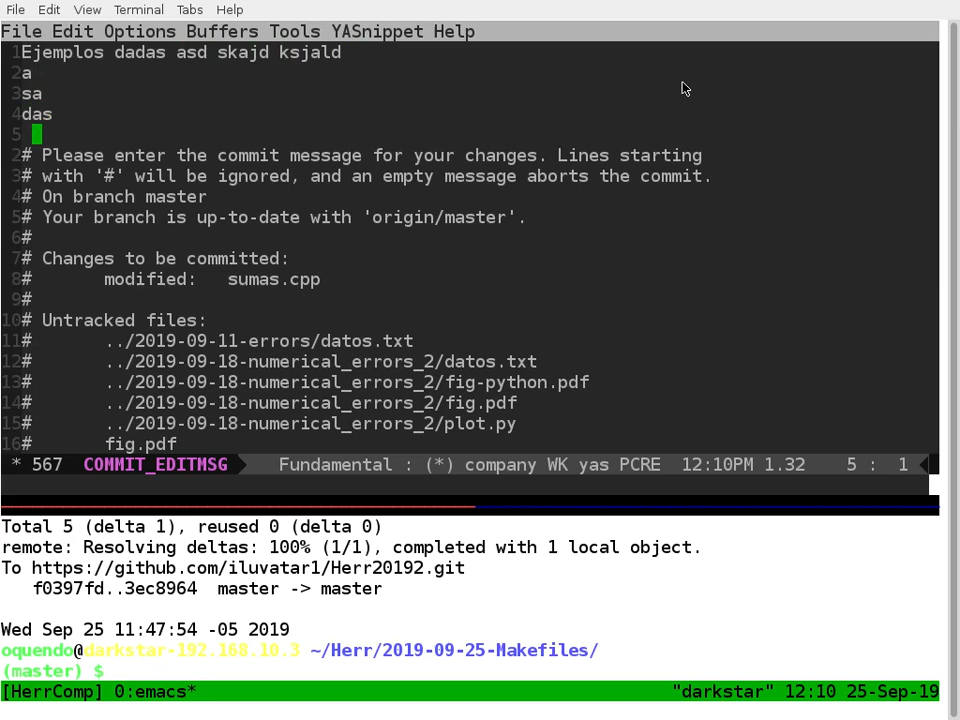 File Edit View Terminal Tabs Help
File Edit Options Buffers Tools YASnippet Help
1Ejemplos dadas asd skajd ksjald
2a
3sa
4das
5
2# Please enter the commit message for your changes. Lines starting
3# with '#' will be ignored, and an empty message aborts the commit.
4# On branch master
5# Your branch is up-to-date with 'origin/master'.
6#
7# Changes to be committed:
8#       modified:   sumas.cpp
9#
10# Untracked files:
11#       ../2019-09-11-errors/datos.txt
12#       ../2019-09-18-numerical_errors_2/datos.txt
13#       ../2019-09-18-numerical_errors_2/fig-python.pdf
14#       ../2019-09-18-numerical_errors_2/fig.pdf
15#       ../2019-09-18-numerical_errors_2/plot.py
16#       fig.pdf
* 567  COMMIT_EDITMSG   Fundamental : (*) company WK yas PCRE  12:10PM 1.32    5 :  1
Total 5 (delta 1), reused 0 (delta 0)
remote: Resolving deltas: 100% (1/1), completed with 1 local object.
To https://github.com/iluvatar1/Herr20192.git
   f0397fd..3ec8964  master -> master
Wed Sep 25 11:47:54 -05 2019
oquendo@darkstar-192.168.10.3 ~/Herr/2019-09-25-Makefiles/
(master) $
[HerrComp] 0:emacs* "darkstar" 12:10 25-Sep-19